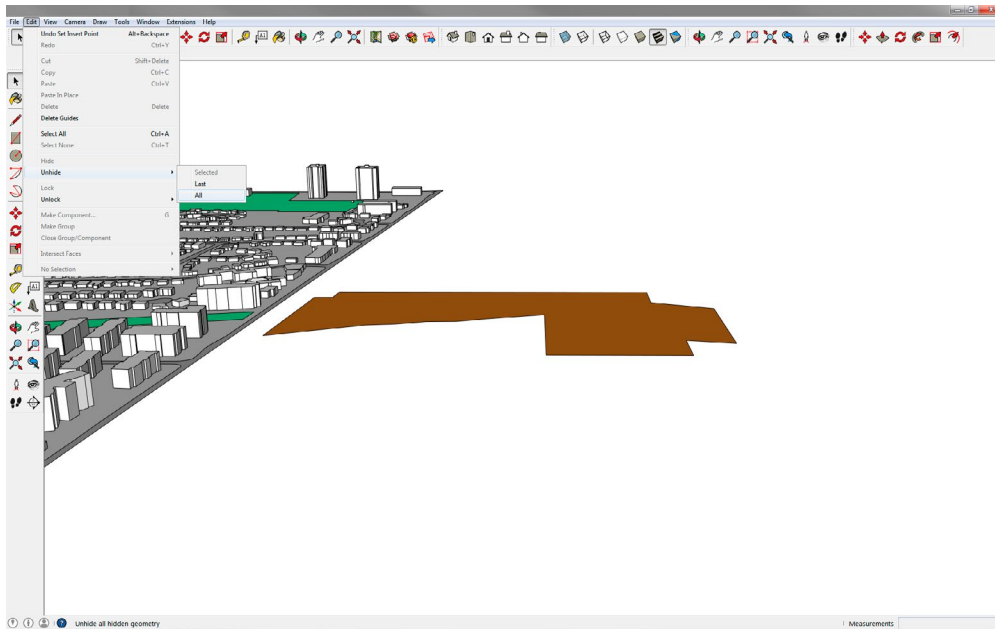 File Edit View Camera Draw Tools Window Extensions Help
Undo Set Insert Point Alt+Backspace
Redo Ctrl+Y
Cut Shift+Delete
Copy Ctrl+C
Paste Ctrl+V
Paste In Place
Delete Delete
Delete Guides
Select All Ctrl+A
Select None Ctrl+T
Hide
Unhide
Selected
Last
All
Lock
Unlock
Make Component... G
Make Group
Close Group/Component
Intersect Faces
No Selection
A1
A1
Unhide all hidden geometry
Measurements